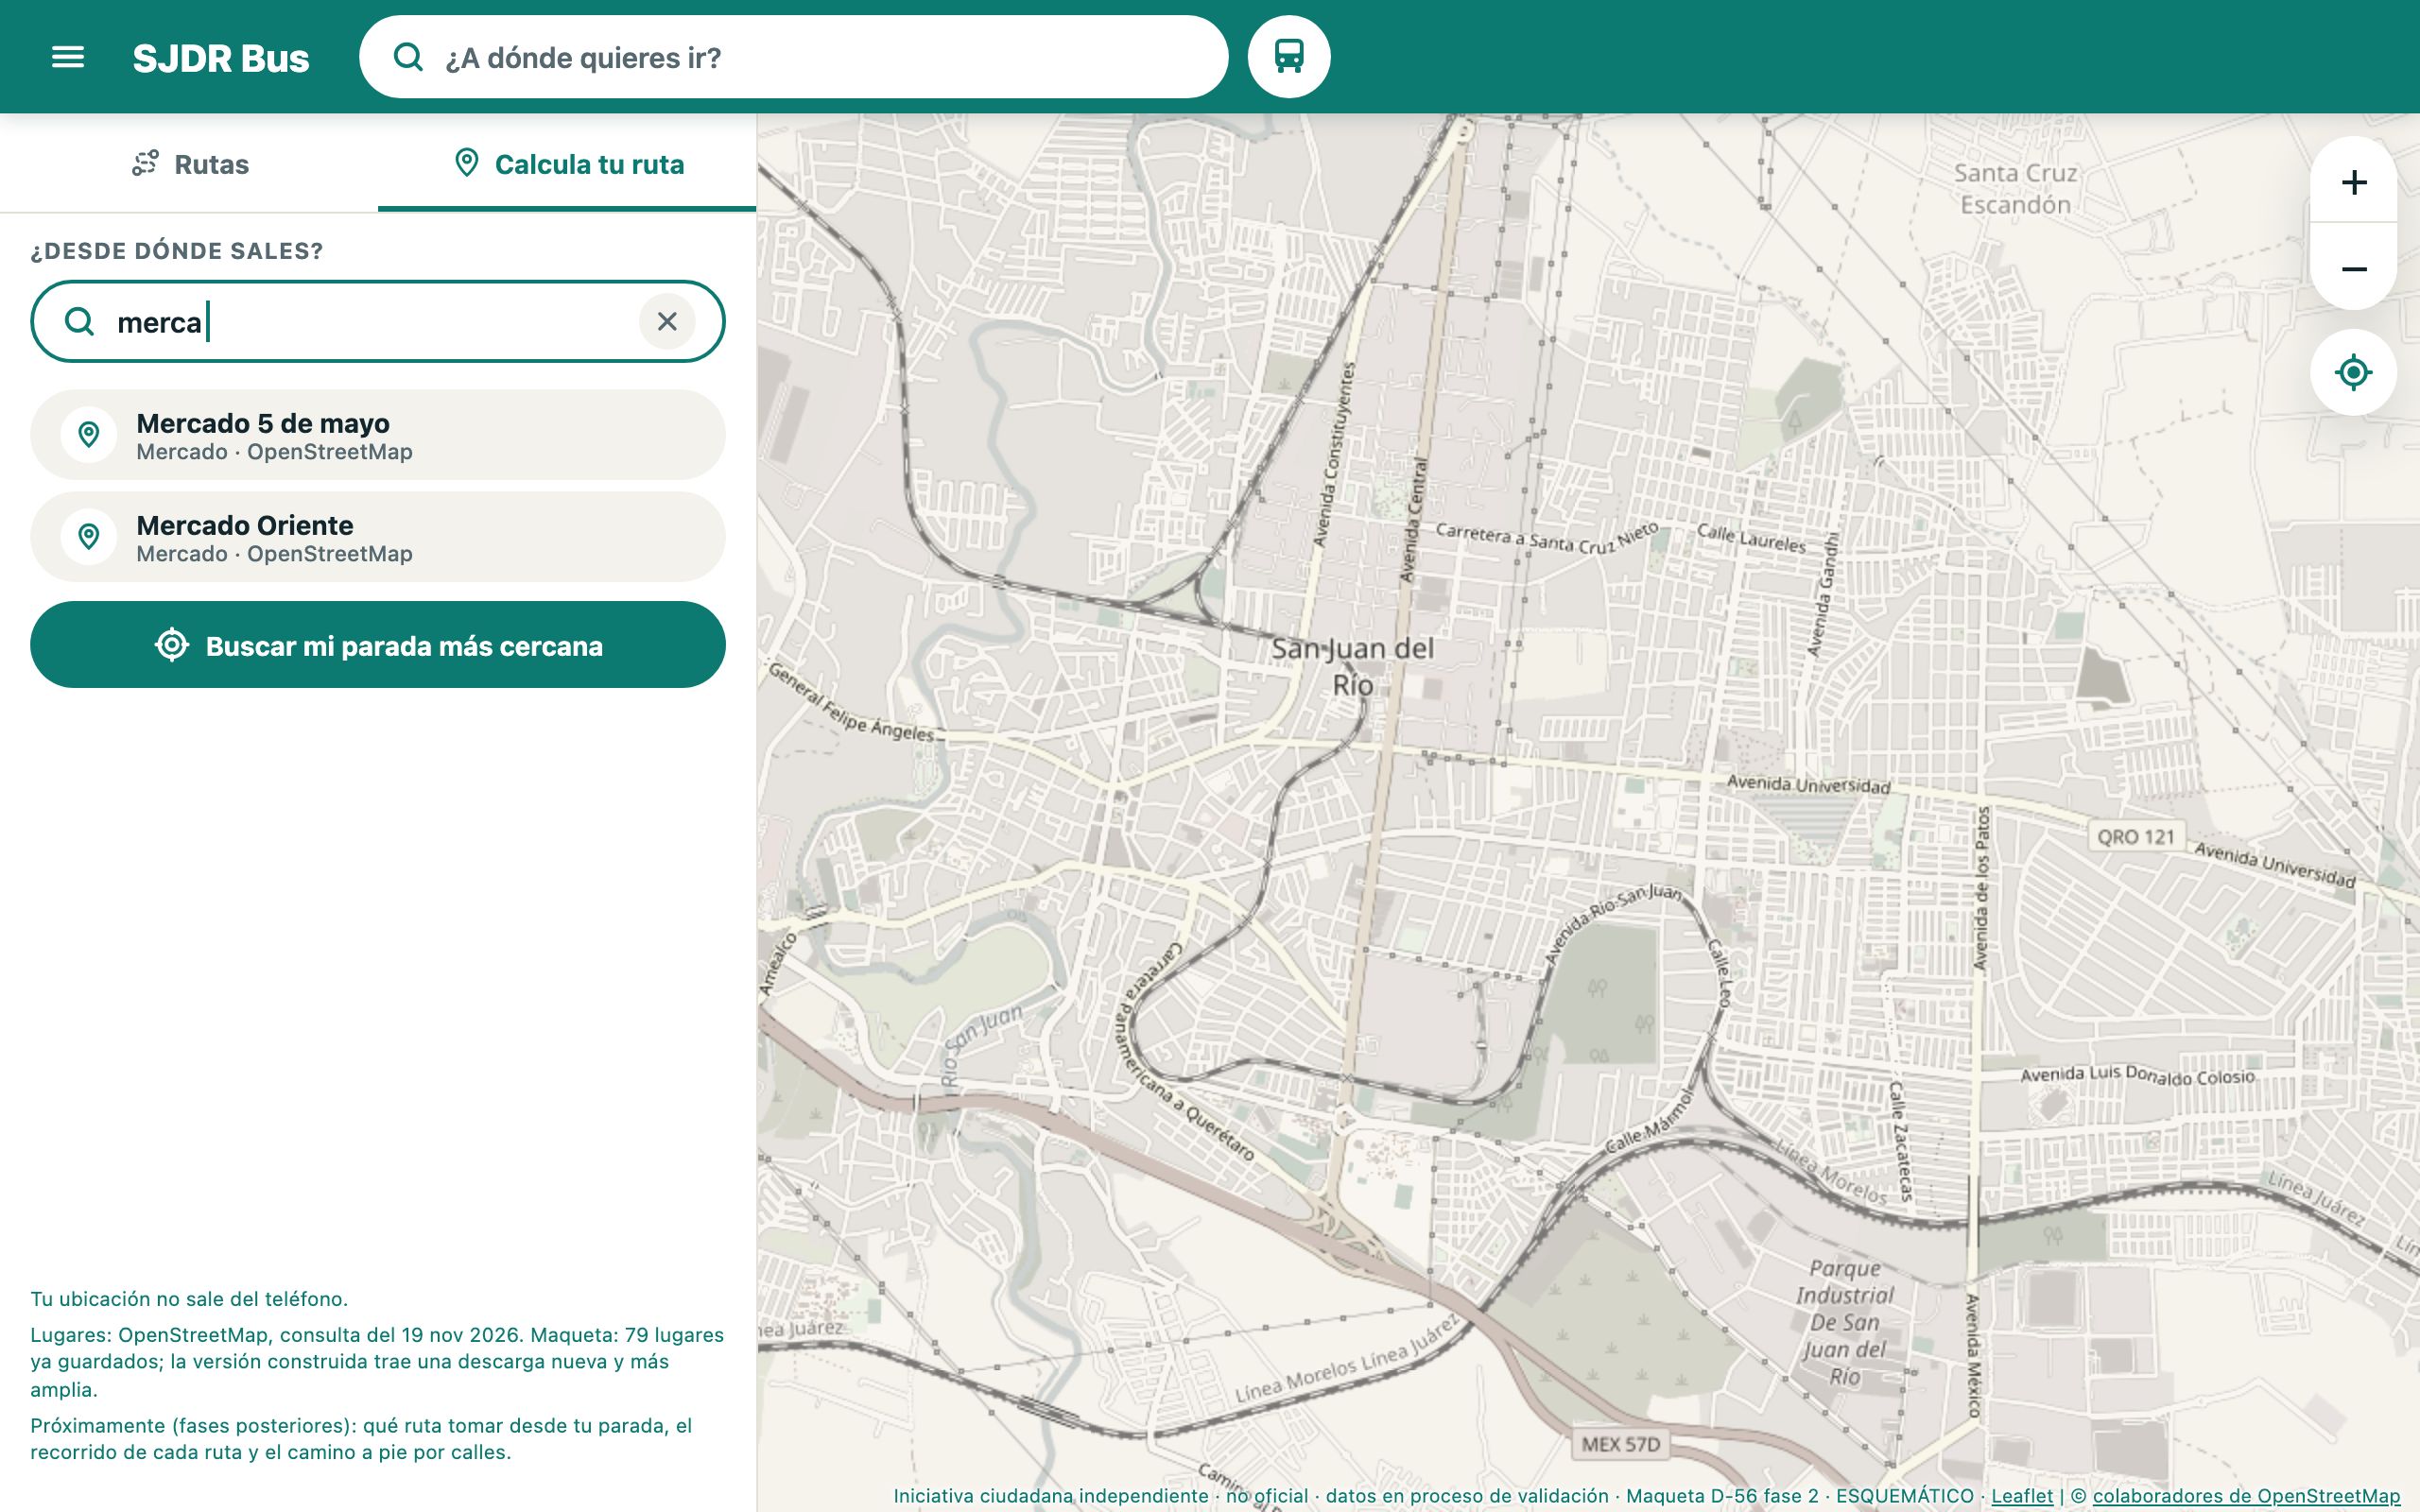 SJDR Bus
¿A dónde quieres ir?
Rutas
Calcula tu ruta
¿DESDE DÓNDE SALES?
merca
Mercado 5 de mayo
Mercado · OpenStreetMap
Mercado Oriente
Mercado · OpenStreetMap
Buscar mi parada más cercana
Tu ubicación no sale del teléfono.
Lugares: OpenStreetMap, consulta del 19 nov 2026. Maqueta: 79 lugares
ya guardados; la versión construida trae una descarga nueva y más
amplia.
Próximamente (fases posteriores): qué ruta tomar desde tu parada, el
recorrido de cada ruta y el camino a pie por calles.
Santa Cruz
Escandón
+
−
Avenida Constituyentes
Avenida Central
Carretera a Santa Cruz Nieto
Calle Laureles
Avenida Gandhi
San Juan del
Río
General Felipe Ángeles
Avenida Universidad
QRO 121
Avenida Universidad
Avenida de los Patos
Avenida Río San Juan
Calle Leo
Amealco
Carretera Panamericana a Querétaro
Río San Juan
Avenida Luis Donaldo Colosio
Calle Zacatecas
Calle Mármol
Línea Morelos
Línea Juárez
Lín
Parque
Industrial
De San
Juan del
Río
Avenida México
nea Juárez
Línea Morelos Línea Juárez
MEX 57D
Camino al
Iniciativa ciudadana independiente · no oficial · datos en proceso de validación · Maqueta D-56 fase 2 · ESQUEMÁTICO · Leaflet | © colaboradores de OpenStreetMap